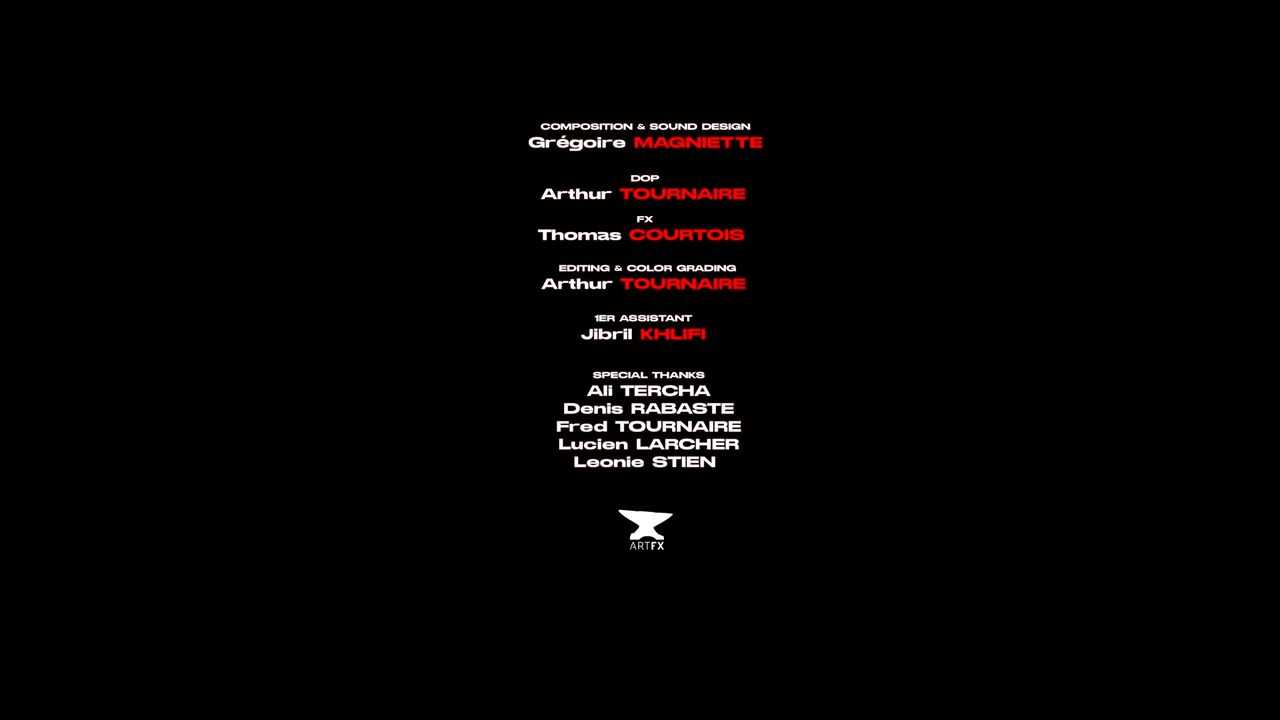 COMPOSITION & SOUND DESIGN
Grégoire MAGNIETTE
DOP
Arthur TOURNAIRE
FX
Thomas COURTOIS
EDITING & COLOR GRADING
Arthur TOURNAIRE
1ER ASSISTANT
Jibril KHLIFI
SPECIAL THANKS
Ali TERCHA
Denis RABASTE
Fred TOURNAIRE
Lucien LARCHER
Leonie STIEN
ARTFX